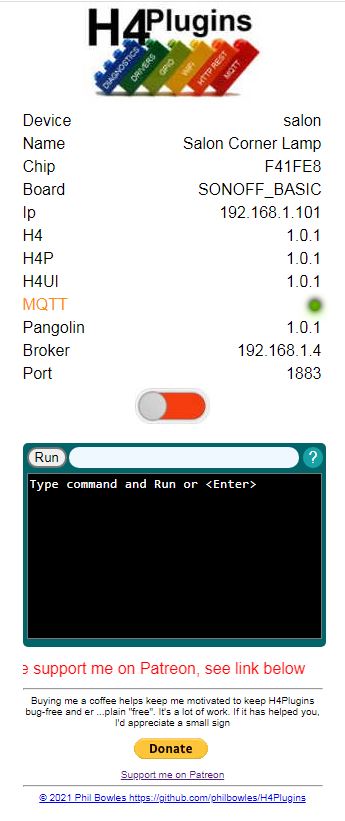 H4Plugins
DIAGNOSTICS
DRIVERS
GPIO
WiFi
HTTP REST
MQTT
Device salon
Name Salon Corner Lamp
Chip F41FE8
Board SONOFF_BASIC
Ip 192.168.1.101
H4 1.0.1
H4P 1.0.1
H4UI 1.0.1
MQTT
Pangolin 1.0.1
Broker 192.168.1.4
Port 1883
Run ?
Type command and Run or <Enter>
e support me on Patreon, see link below
Buying me a coffee helps keep me motivated to keep H4Plugins
bug-free and er ...plain "free". It's a lot of work. If it has helped you,
I'd appreciate a small sign
Donate
Support me on Patreon
© 2021 Phil Bowles https://github.com/philbowles/H4Plugins